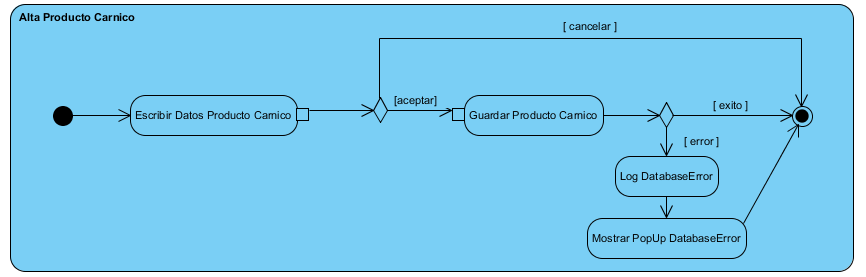 Alta Producto Carnico
[ cancelar ]
[aceptar]
[ exito ]
Escribir Datos Producto Carnico
Guardar Producto Carnico
[ error ]
Log DatabaseError
Mostrar PopUp DatabaseError